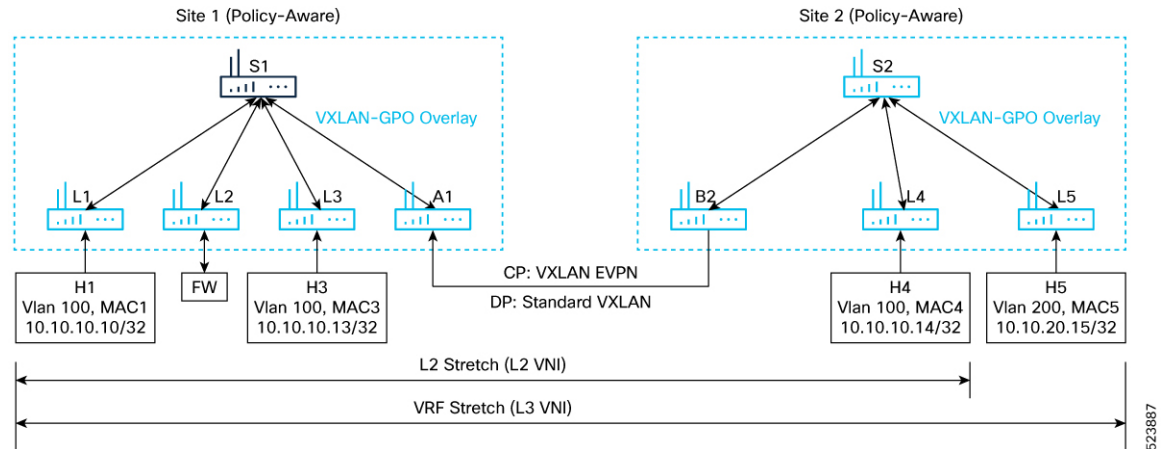 Site 1 (Policy-Aware)
Site 2 (Policy-Aware)
S1
S2
VXLAN-GPO Overlay
VXLAN-GPO Overlay
L1
L2
L3
A1
B2
L4
L5
H1
Vlan 100, MAC1
10.10.10.10/32
FW
H3
Vlan 100, MAC3
10.10.10.13/32
CP: VXLAN EVPN
DP: Standard VXLAN
H4
Vlan 100, MAC4
10.10.10.14/32
H5
Vlan 200, MAC5
10.10.20.15/32
L2 Stretch (L2 VNI)
VRF Stretch (L3 VNI)
523887